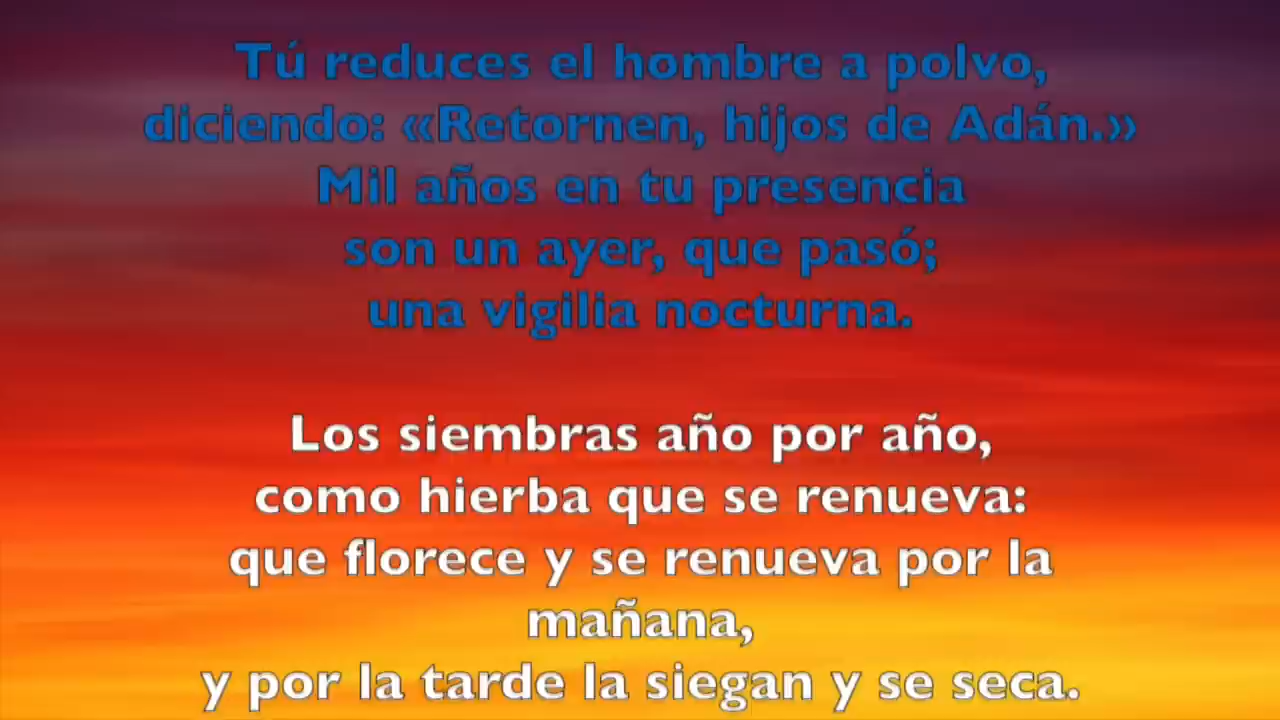 Tú reduces el hombre a polvo,
diciendo: «Retornen, hijos de Adán.»
Mil años en tu presencia
son un ayer, que pasó;
una vigilia nocturna.
Los siembras año por año,
como hierba que se renueva:
que florece y se renueva por la
mañana,
y por la tarde la siegan y se seca.